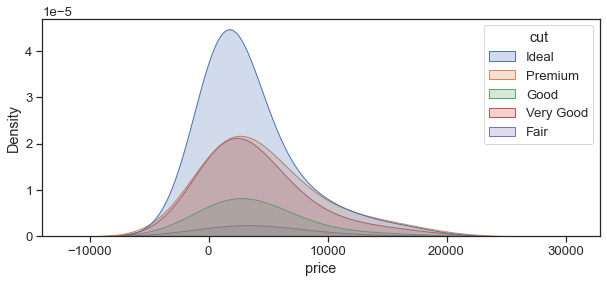 1e−5
cut
Ideal
Premium
Good
Very Good
Fair
4
3
2
1
0
Density
−10000 0 10000 20000 30000
price